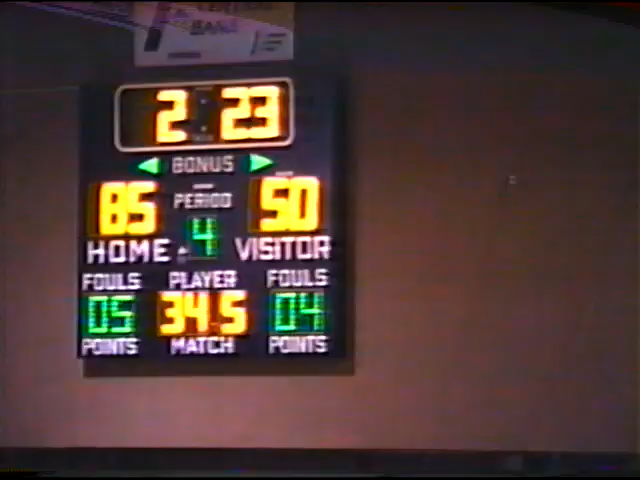 BANK
2:23
BONUS
85 PERIOD 50
HOME 4 VISITOR
FOULS PLAYER FOULS
05 34 5 04
POINTS MATCH POINTS